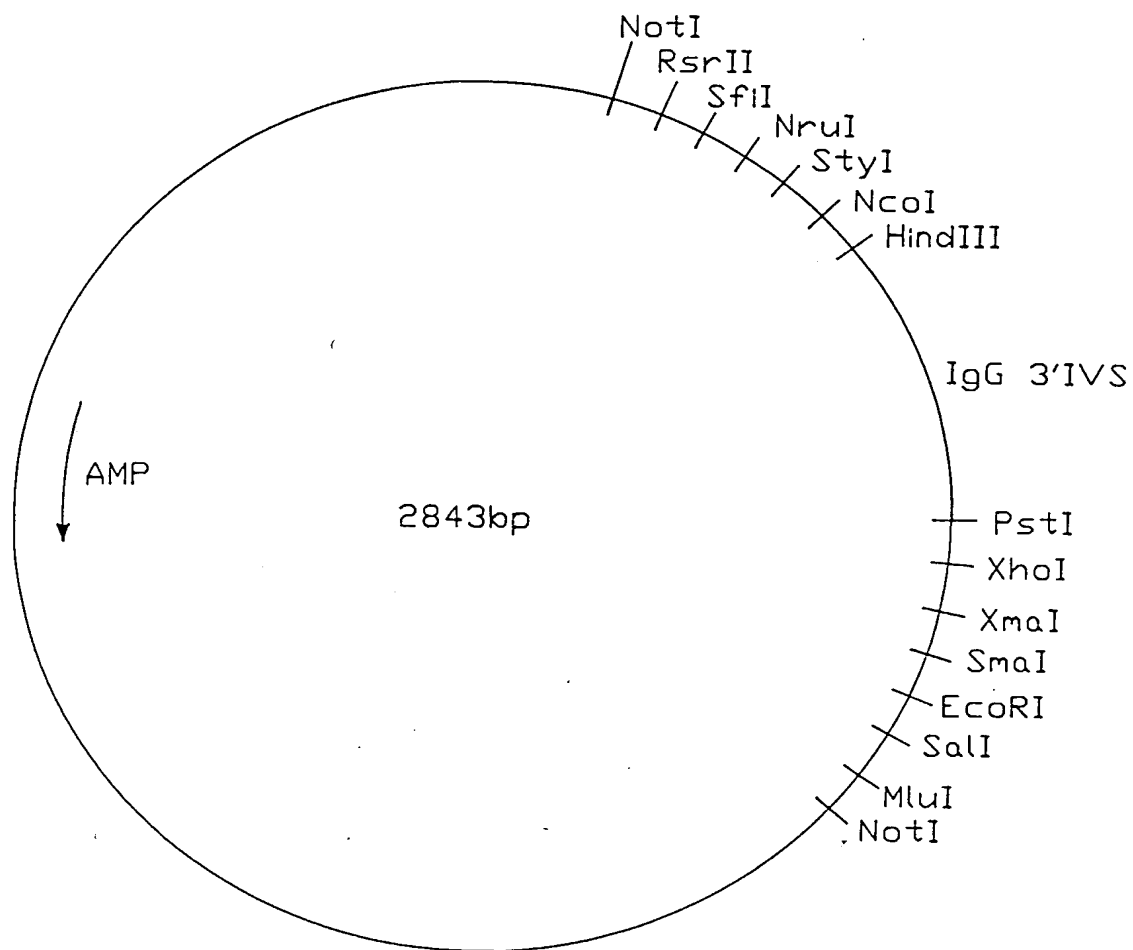 NotI
RsrII
SfiI
NruI
StyI
NcoI
HindIII
IgG 3'IVS
AMP
2843bp
PstI
XhoI
XmaI
SmaI
EcoRI
SalI
MluI
NotI